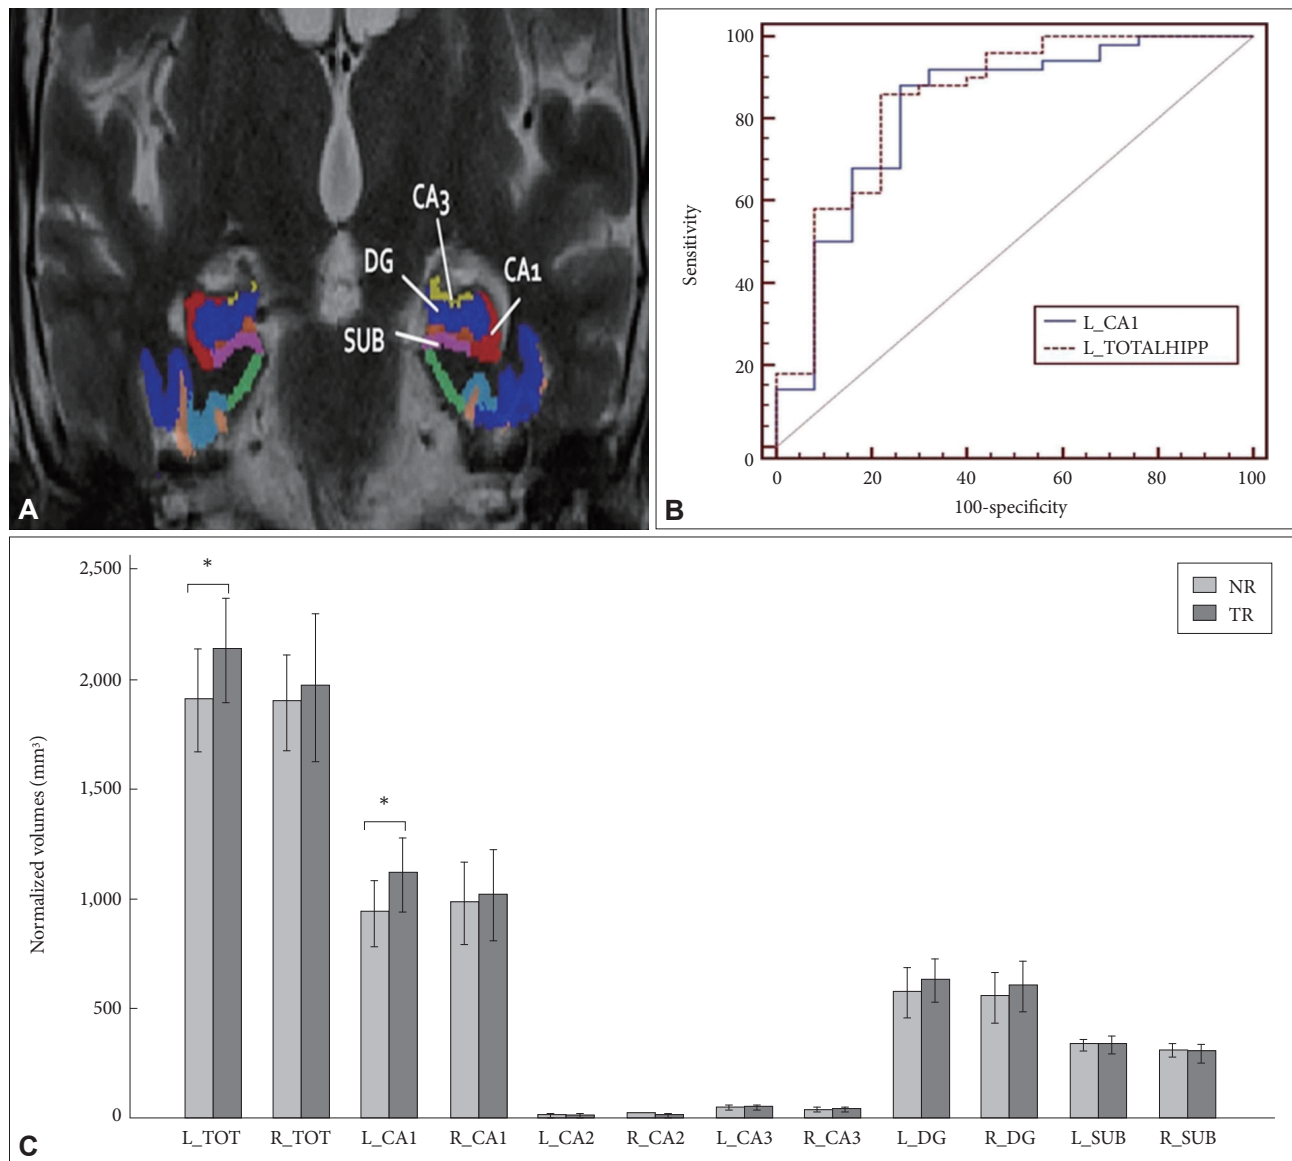 CA3
DG
CA1
SUB
A
100
80
60
40
20
0
Sensitivity
L_CA1
L_TOTALHIPP
0 20 40 60 80 100
100-specificity
B
2,500
2,000
1,500
1,000
500
0
Normalized volumes (mm³)
*
*
NR
TR
L_TOT R_TOT L_CA1 R_CA1 L_CA2 R_CA2 L_CA3 R_CA3 L_DG R_DG L_SUB R_SUB
C